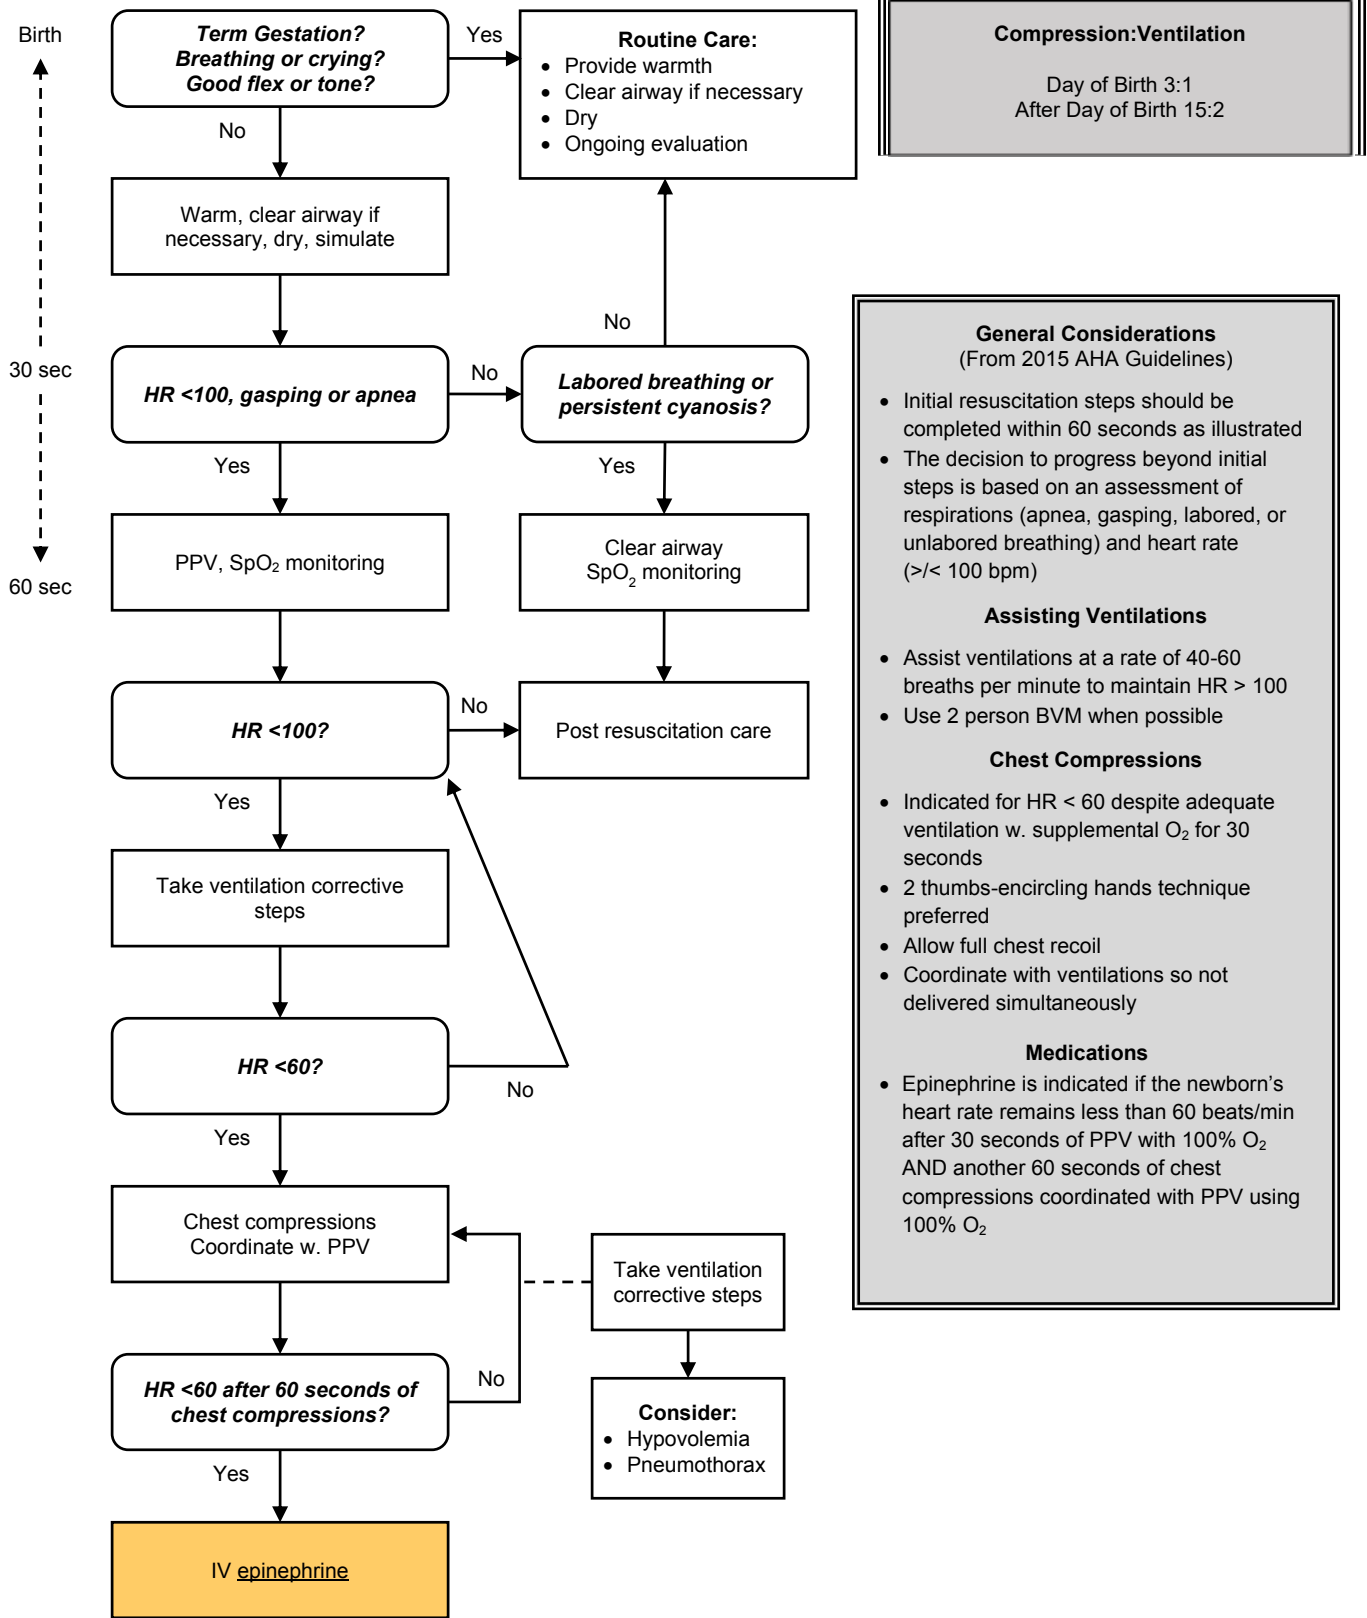 Birth
30 sec
60 sec
Term Gestation?
Breathing or crying?
Good flex or tone?
Yes
No
Routine Care:
• Provide warmth
• Clear airway if necessary
• Dry
• Ongoing evaluation
Compression:Ventilation
Day of Birth 3:1
After Day of Birth 15:2
Warm, clear airway if
necessary, dry, simulate
HR <100, gasping or apnea
No
Yes
Labored breathing or
persistent cyanosis?
No
Yes
PPV, SpO₂ monitoring
Clear airway
SpO₂ monitoring
HR <100?
No
Yes
Post resuscitation care
Take ventilation corrective
steps
HR <60?
No
Yes
Chest compressions
Coordinate w. PPV
Take ventilation
corrective steps
HR <60 after 60 seconds of
chest compressions?
No
Yes
Consider:
• Hypovolemia
• Pneumothorax
IV epinephrine
General Considerations
(From 2015 AHA Guidelines)
• Initial resuscitation steps should be
completed within 60 seconds as illustrated
• The decision to progress beyond initial
steps is based on an assessment of
respirations (apnea, gasping, labored, or
unlabored breathing) and heart rate
(>/< 100 bpm)
Assisting Ventilations
• Assist ventilations at a rate of 40-60
breaths per minute to maintain HR > 100
• Use 2 person BVM when possible
Chest Compressions
• Indicated for HR < 60 despite adequate
ventilation w. supplemental O₂ for 30
seconds
• 2 thumbs-encircling hands technique
preferred
• Allow full chest recoil
• Coordinate with ventilations so not
delivered simultaneously
Medications
• Epinephrine is indicated if the newborn’s
heart rate remains less than 60 beats/min
after 30 seconds of PPV with 100% O₂
AND another 60 seconds of chest
compressions coordinated with PPV using
100% O₂